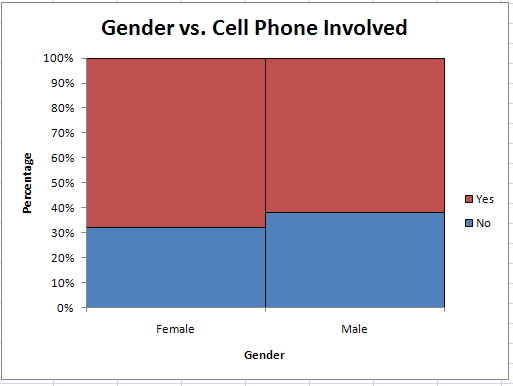 Gender vs. Cell Phone Involved
100%
90%
80%
70%
60%
50%
40%
30%
20%
10%
0%
Percentage
Yes
No
Female Male
Gender